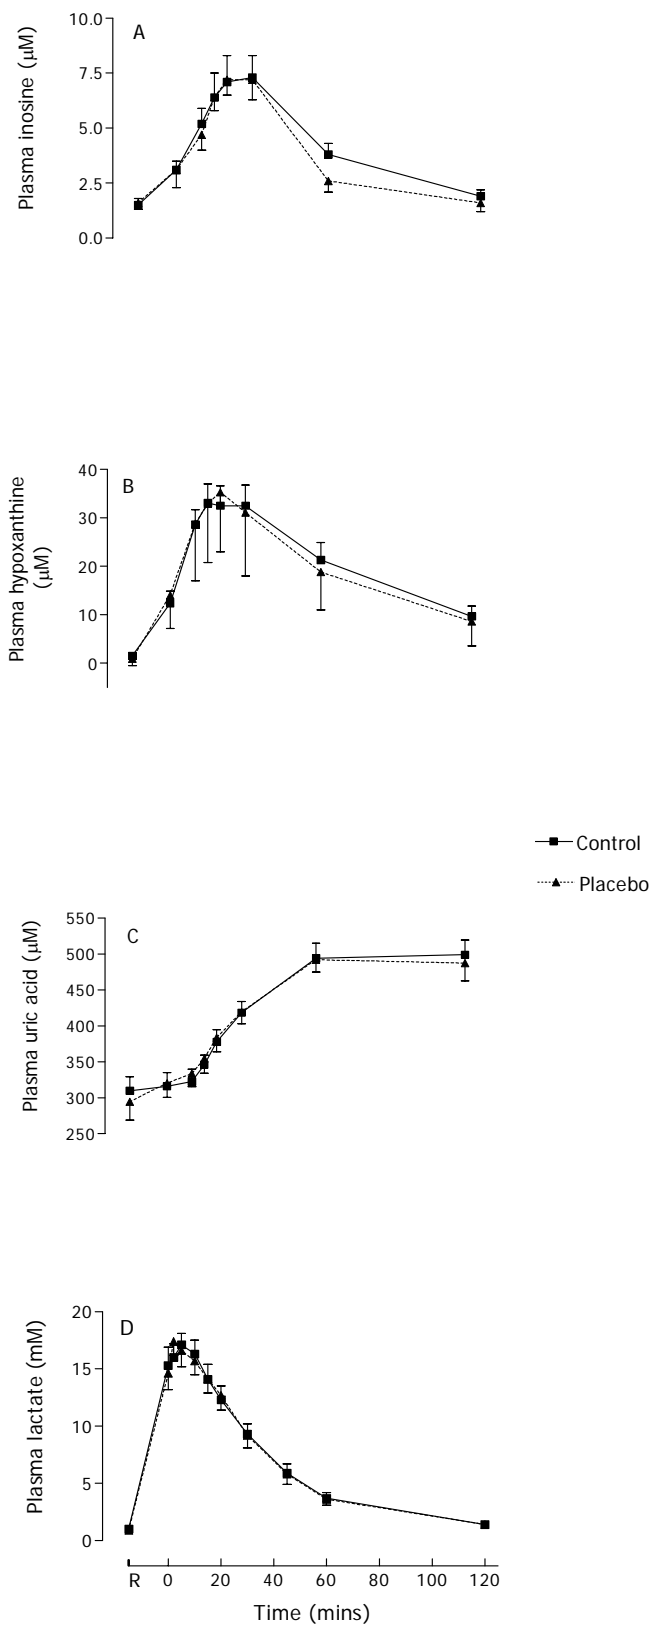 A
Plasma inosine (μM)
10.0
7.5
5.0
2.5
0.0
B
Plasma hypoxanthine
(μM)
40
30
20
10
0
Control
Placebo
C
Plasma uric acid (μM)
550
500
450
400
350
300
250
D
Plasma lactate (mM)
20
15
10
5
0
R 0 20 40 60 80 100 120
Time (mins)